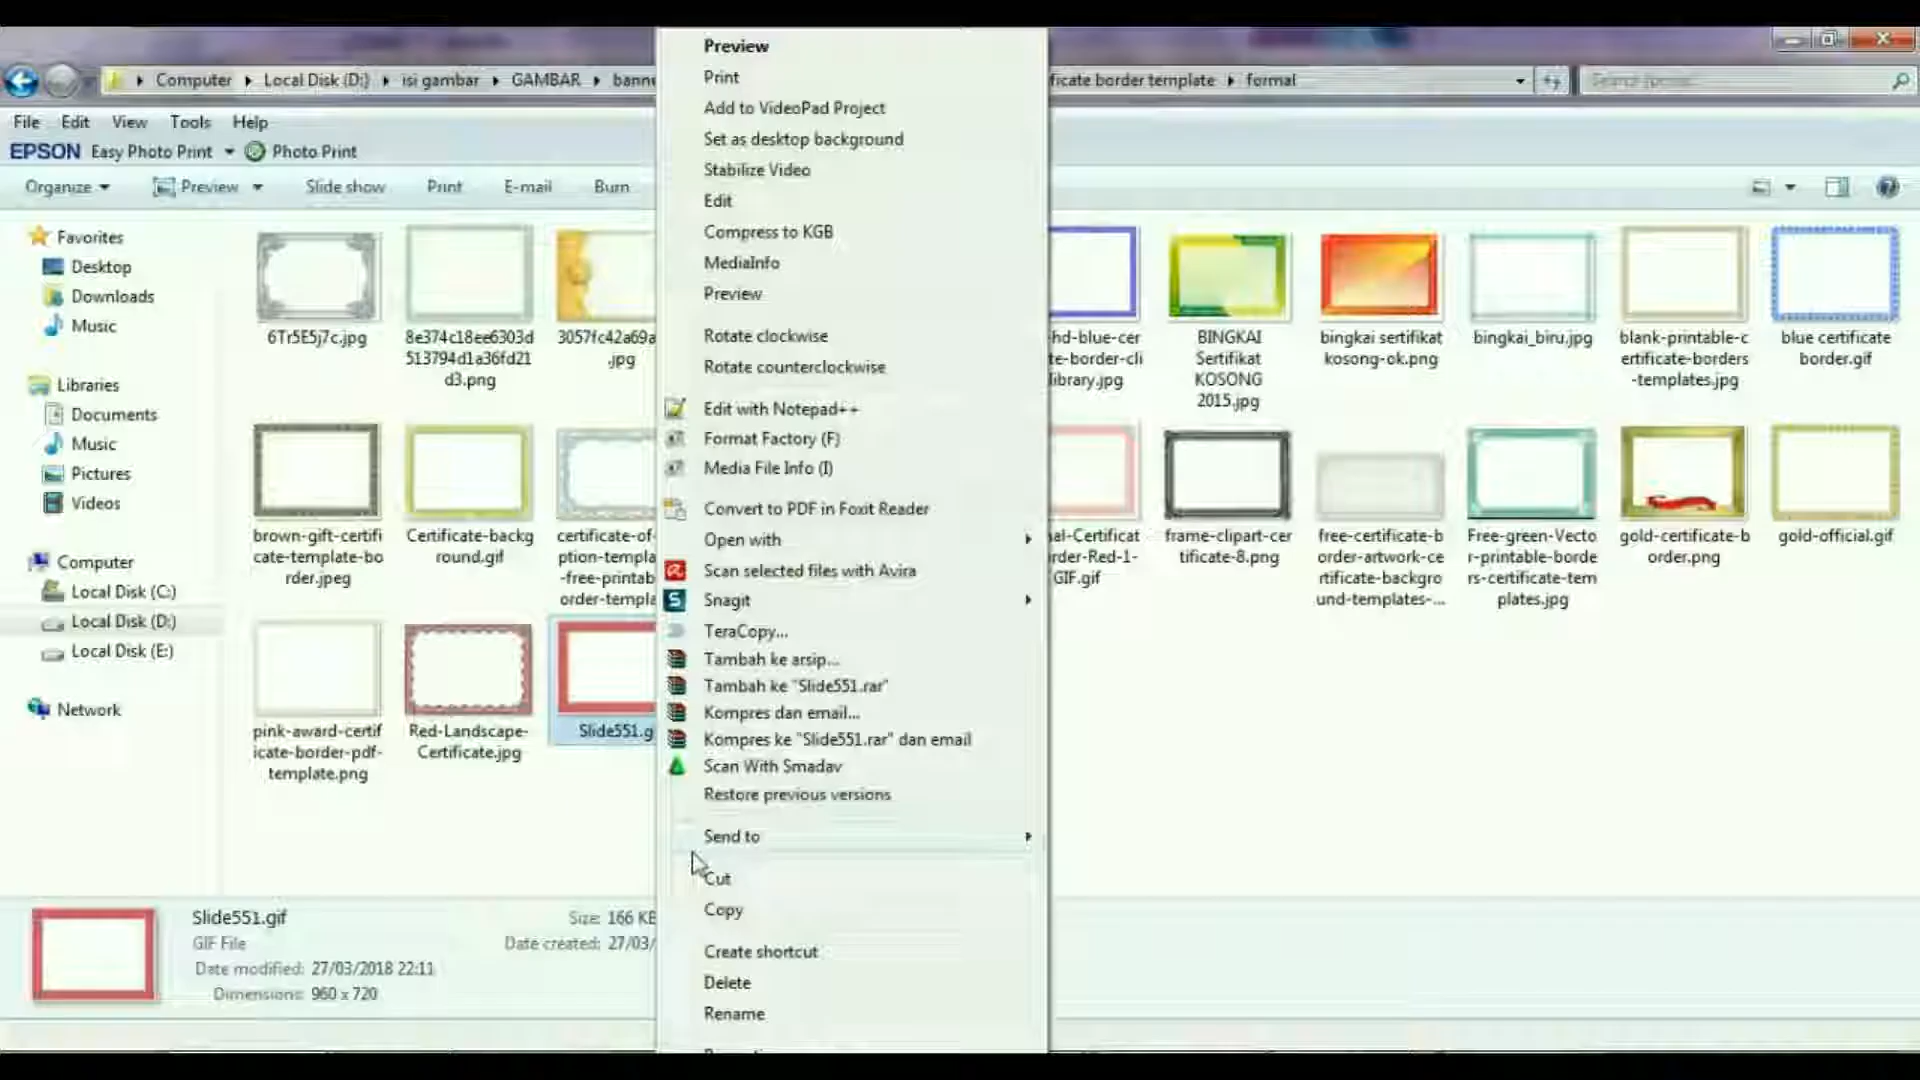 Computer Local Disk (D:) isi gambar GAMBAR bann
ficate border template formal
File Edit View Tools Help
EPSON Easy Photo Print Photo Print
Organize Preview Slide show Print E-mail Burn
Favorites
Desktop
Downloads
Music
Libraries
Documents
Music
Pictures
Videos
Computer
Local Disk (C:)
Local Disk (D:)
Local Disk (E:)
Network
6Tr5E5j7c.jpg
8e374c18ee6303d
513794d1a36fd21
d3.png
3057fc42a69a
.jpg
Preview
Print
Add to VideoPad Project
Set as desktop background
Stabilize Video
Edit
Compress to KGB
MediaInfo
Preview
Rotate clockwise
Rotate counterclockwise
Edit with Notepad++
Format Factory (F)
Media File Info (I)
Convert to PDF in Foxit Reader
Open with
Scan selected files with Avira
Snagit
TeraCopy...
Tambah ke arsip...
Tambah ke "Slide551.rar"
Kompres dan email...
Kompres ke "Slide551.rar" dan email
Scan With Smadav
Restore previous versions
Send to
Cut
Copy
Create shortcut
Delete
Rename
-hd-blue-cer
te-border-cli
library.jpg
BINGKAI
Sertifikat
KOSONG
2015.jpg
bingkai sertifikat
kosong-ok.png
bingkai_biru.jpg
blank-printable-c
ertificate-borders
-templates.jpg
blue certificate
border.gif
brown-gift-certifi
cate-template-bo
rder.jpeg
Certificate-backg
round.gif
certificate-of-
ption-templa
-free-printab
order-templa
al-Certificat
rder-Red-1-
GIF.gif
frame-clipart-cer
tificate-8.png
free-certificate-b
order-artwork-ce
rtificate-backgro
und-templates-...
Free-green-Vecto
r-printable-borde
rs-certificate-tem
plates.jpg
gold-certificate-b
order.png
gold-official.gif
pink-award-certif
icate-border-pdf-
template.png
Red-Landscape-
Certificate.jpg
Slide551.g
Slide551.gif
GIF File
Date modified: 27/03/2018 22:11
Dimensions: 960 x 720
Size: 166 KB
Date created: 27/03/